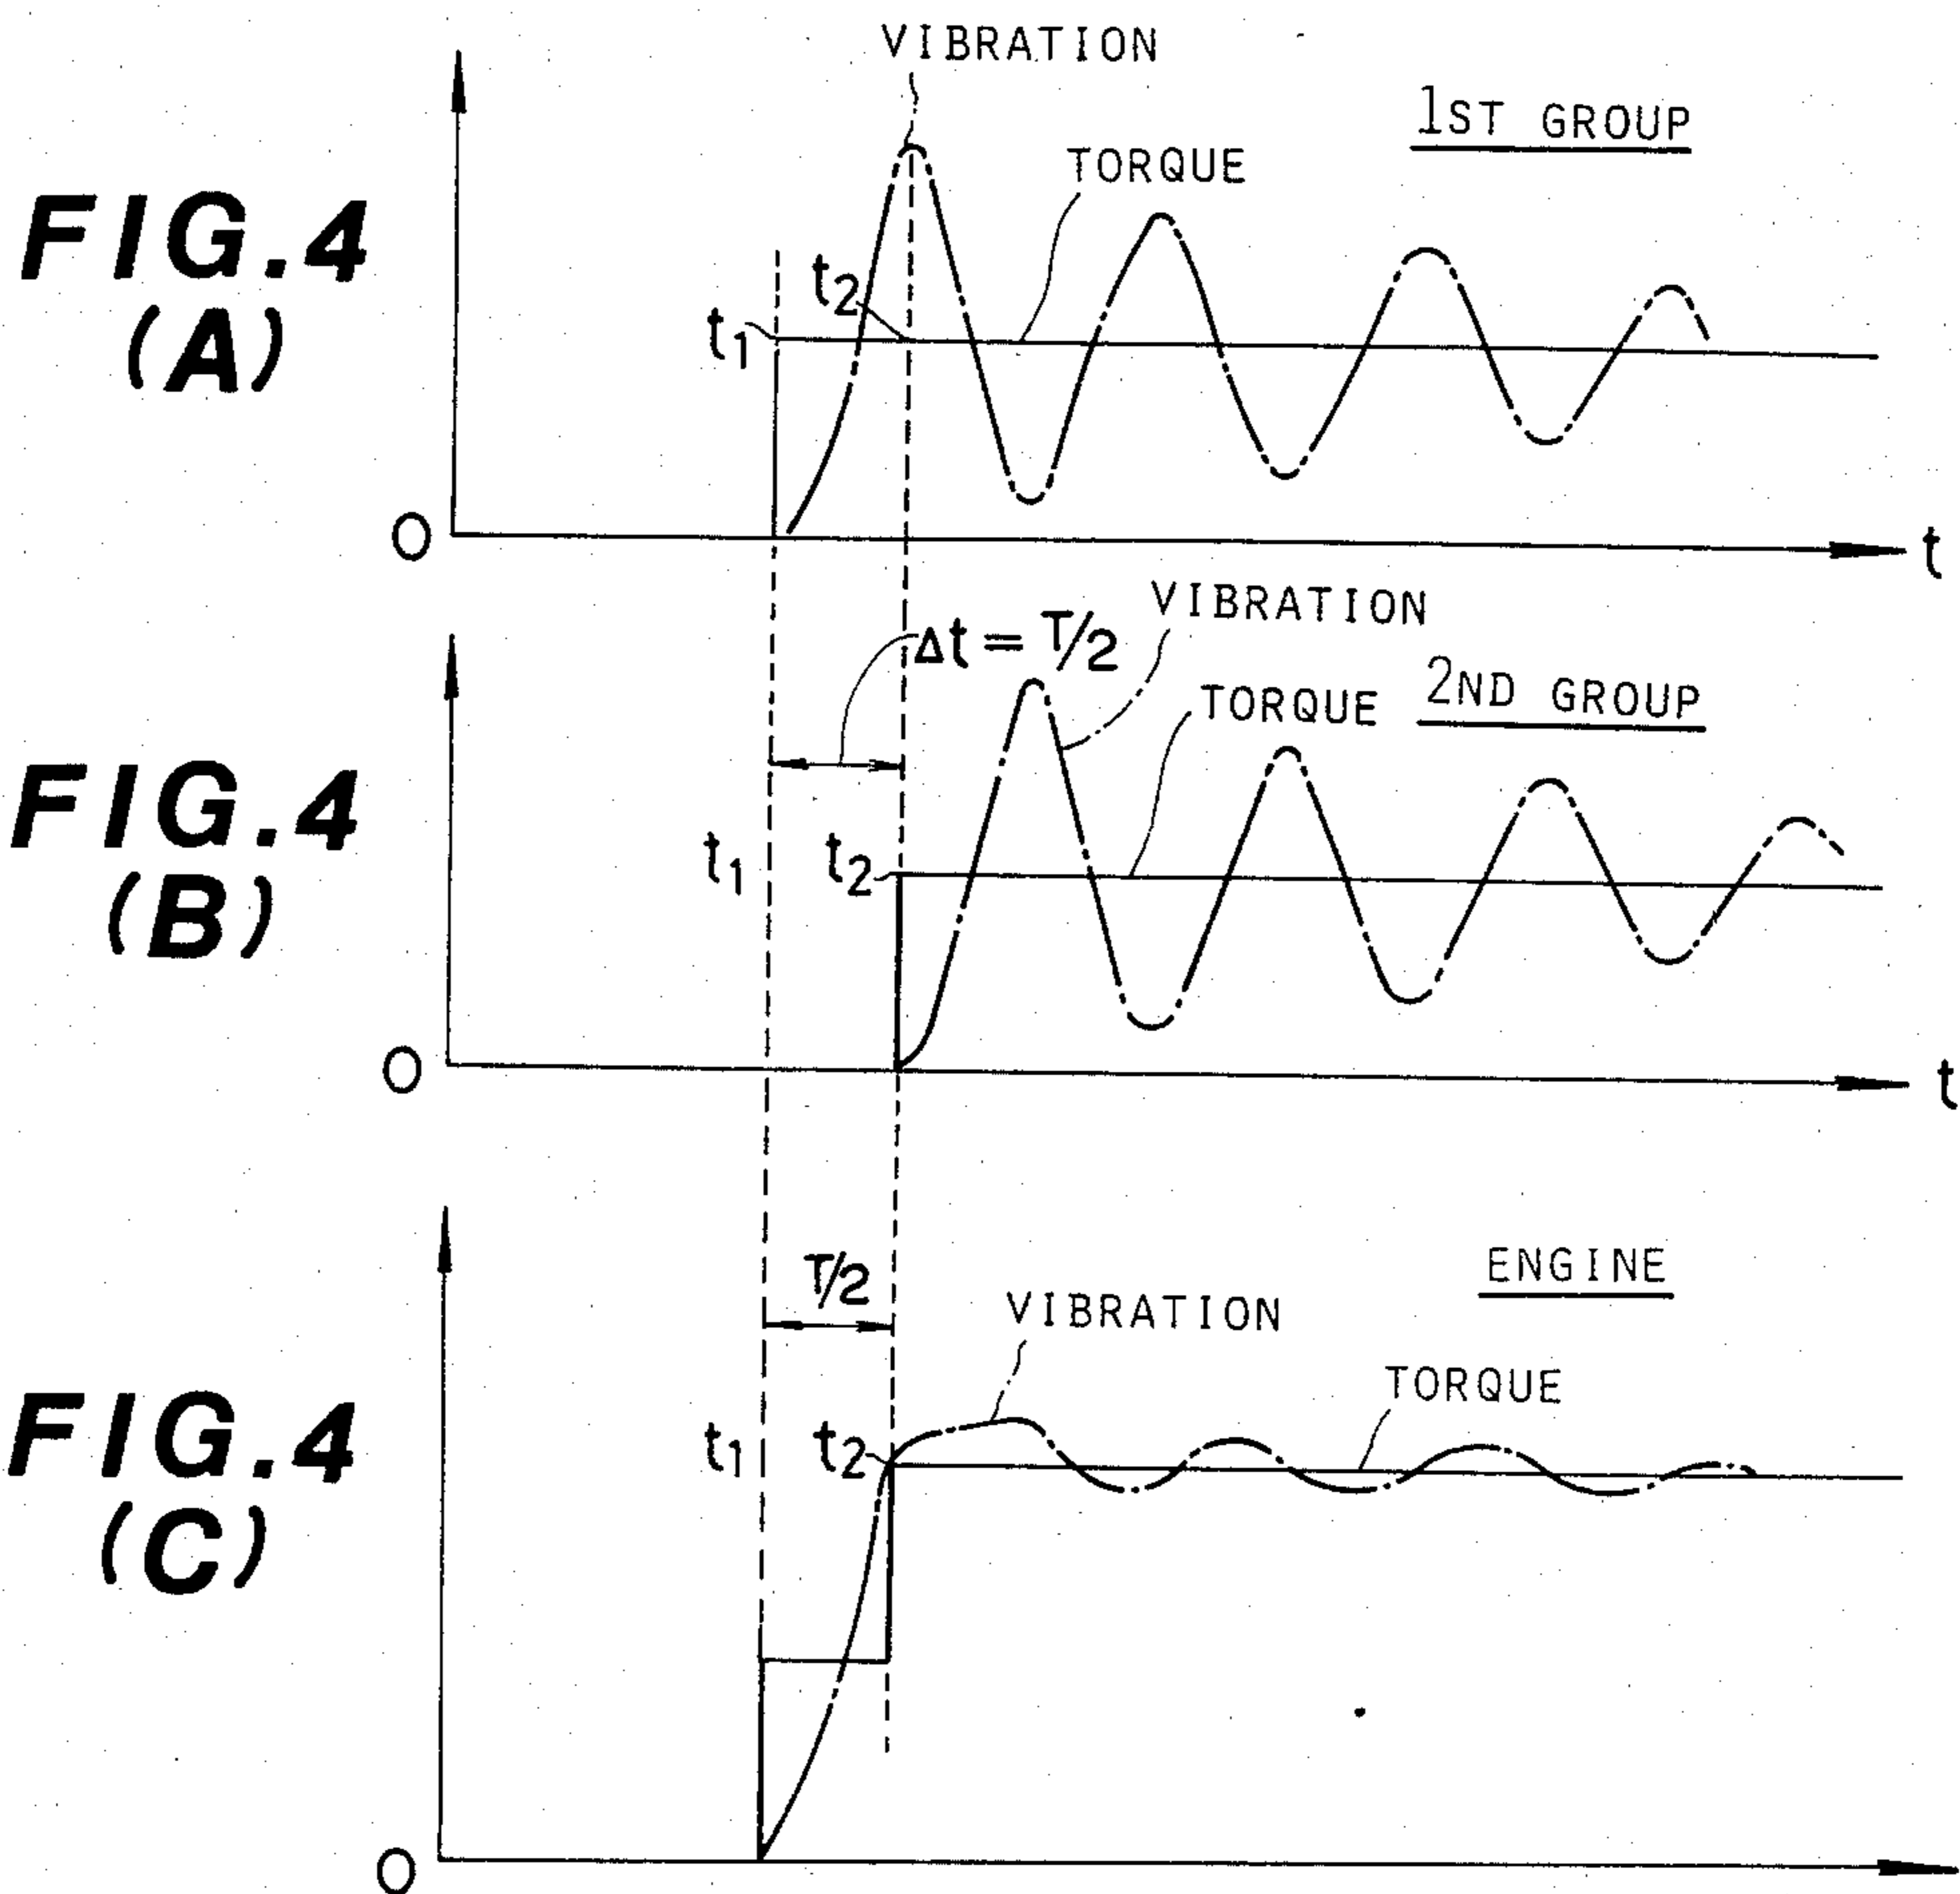 VIBRATION
1ST GROUP
TORQUE
FIG.4
(A)
t2
t1
O
t
VIBRATION
Δt = T/2
2ND GROUP
TORQUE
FIG.4
(B)
t1
t2
O
t
ENGINE
T/2
VIBRATION
TORQUE
FIG.4
(C)
t1
t2
O